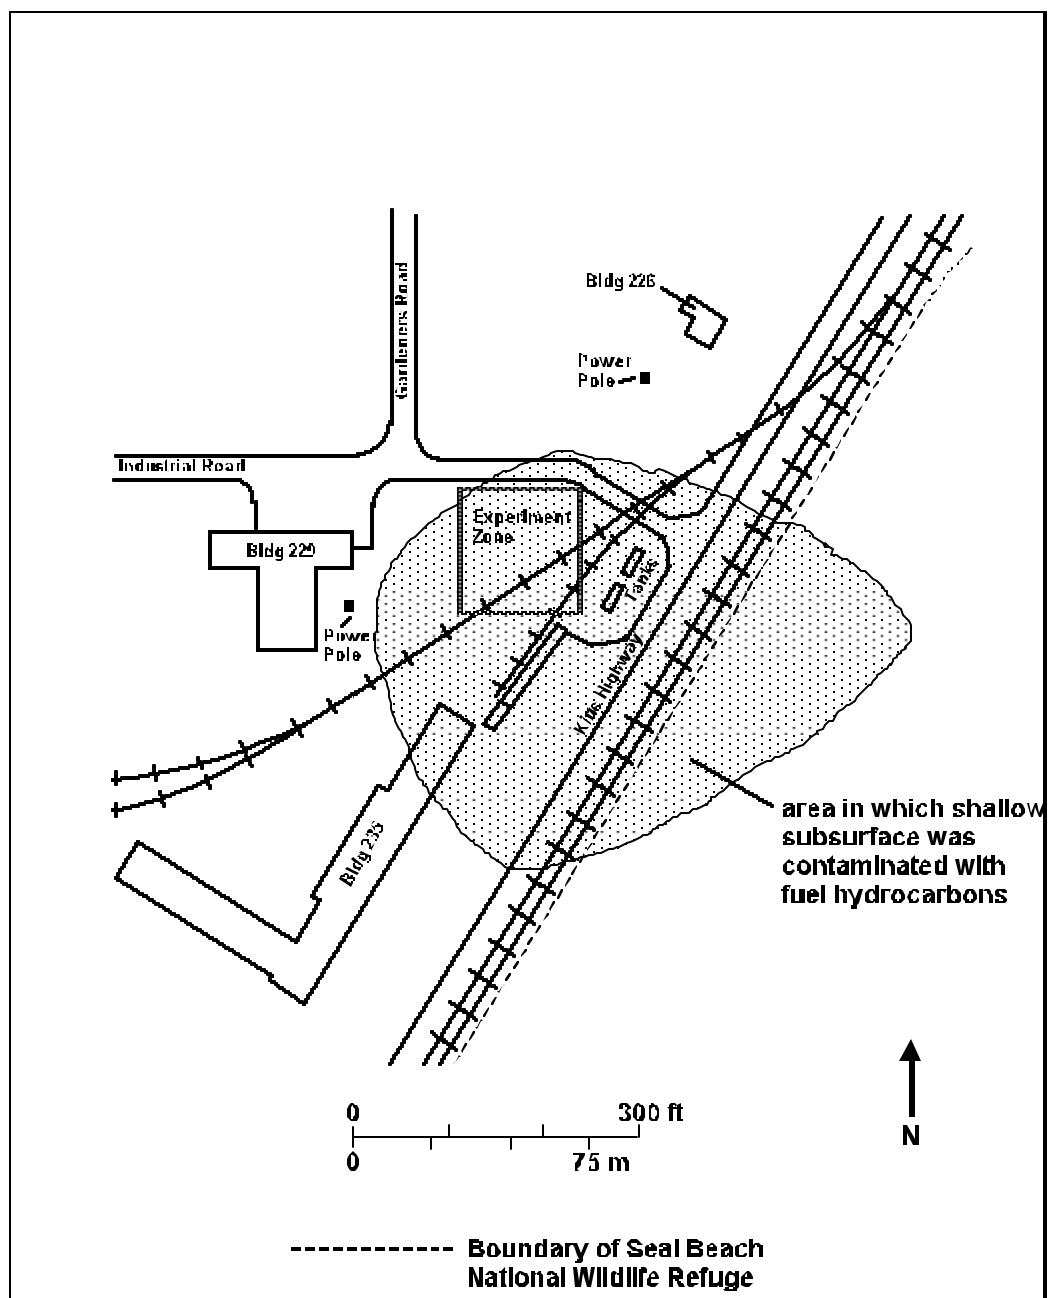 Gardeners Road
Bldg 226
Power
Pole
Industrial Road
Experiment
Zone
Bldg 229
Tanks
Power
Pole
Highway
Bldg 235
area in which shallow
subsurface was
contaminated with
fuel hydrocarbons
0
300 ft
0
75 m
N
Boundary of Seal Beach
National Wildlife Refuge